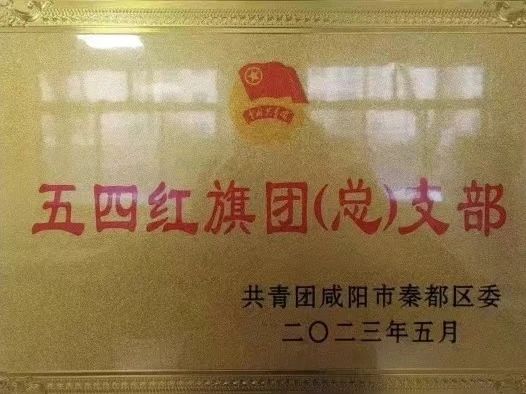 五四红旗团(总)支部
共青团咸阳市秦都区委
二〇二三年五月